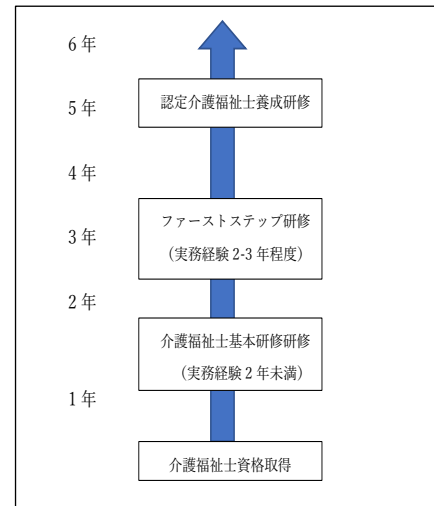 6 年
認定介護福祉士養成研修
5 年
4 年
ファーストステップ研修
3 年
(実務経験 2-3 年程度)
2 年
介護福祉士基本研修研修
(実務経験 2 年未満)
1 年
介護福祉士資格取得